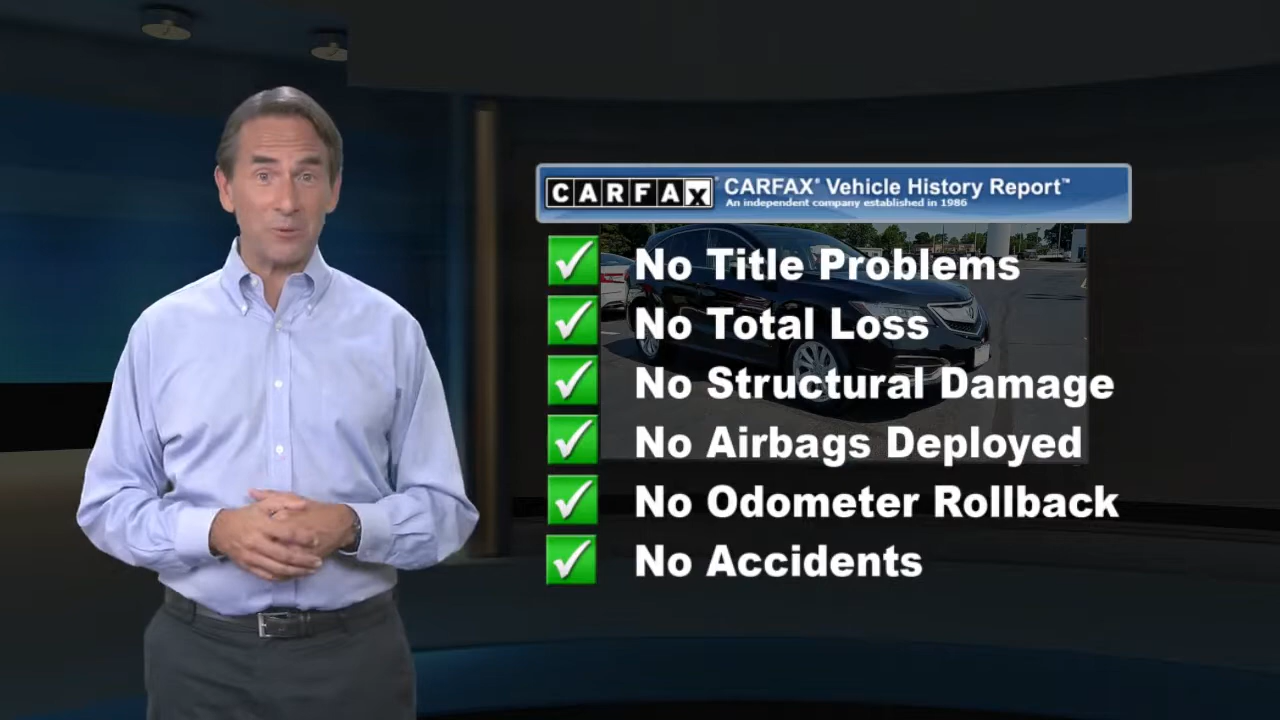 CARFAX CARFAX® Vehicle History Report™
An independent company established in 1986
No Title Problems
No Total Loss
No Structural Damage
No Airbags Deployed
No Odometer Rollback
No Accidents